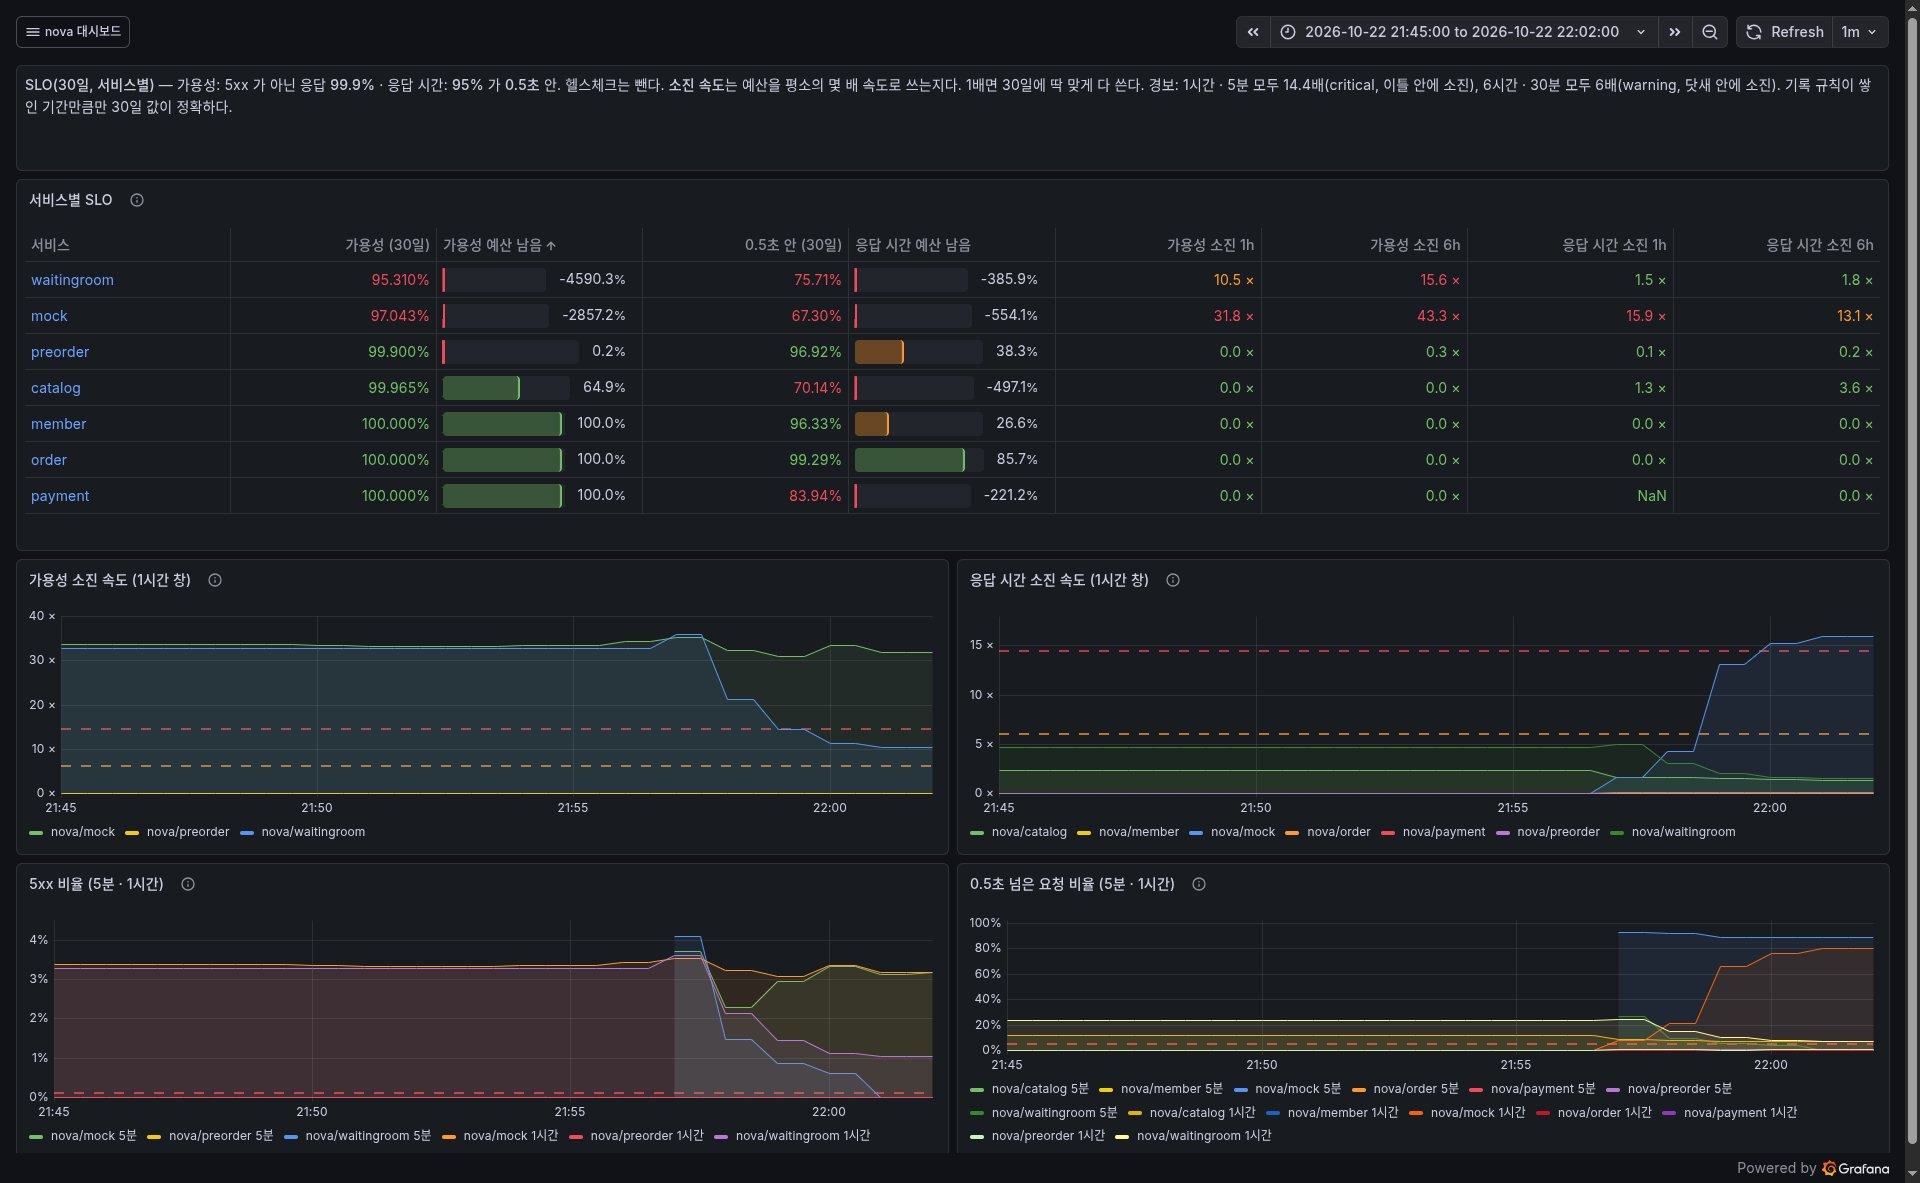 nova 대시보드
2026-10-22 21:45:00 to 2026-10-22 22:02:00
Refresh
1m
SLO(30일, 서비스별) — 가용성: 5xx 가 아닌 응답 99.9% · 응답 시간: 95% 가 0.5초 안. 헬스체크는 뺀다. 소진 속도는 예산을 평소의 몇 배 속도로 쓰는지다. 1배면 30일에 딱 맞게 다 쓴다. 경보: 1시간 · 5분 모두 14.4배(critical, 이틀 안에 소진), 6시간 · 30분 모두 6배(warning, 닷새 안에 소진). 기록 규칙이 쌓
인 기간만큼만 30일 값이 정확하다.
서비스별 SLO
서비스 가용성 (30일) 가용성 예산 남음 0.5초 안 (30일) 응답 시간 예산 남음 가용성 소진 1h 가용성 소진 6h 응답 시간 소진 1h 응답 시간 소진 6h
waitingroom 95.310% -4590.3% 75.71% -385.9% 10.5 × 15.6 × 1.5 × 1.8 ×
mock 97.043% -2857.2% 67.30% -554.1% 31.8 × 43.3 × 15.9 × 13.1 ×
preorder 99.900% 0.2% 96.92% 38.3% 0.0 × 0.3 × 0.1 × 0.2 ×
catalog 99.965% 64.9% 70.14% -497.1% 0.0 × 0.0 × 1.3 × 3.6 ×
member 100.000% 100.0% 96.33% 26.6% 0.0 × 0.0 × 0.0 × 0.0 ×
order 100.000% 100.0% 99.29% 85.7% 0.0 × 0.0 × 0.0 × 0.0 ×
payment 100.000% 100.0% 83.94% -221.2% 0.0 × 0.0 × NaN 0.0 ×
가용성 소진 속도 (1시간 창)
40 ×
30 ×
20 ×
10 ×
0 ×
21:45 21:50 21:55 22:00
nova/mock nova/preorder nova/waitingroom
응답 시간 소진 속도 (1시간 창)
15 ×
10 ×
5 ×
0 ×
21:45 21:50 21:55 22:00
nova/catalog nova/member nova/mock nova/order nova/payment nova/preorder nova/waitingroom
5xx 비율 (5분 · 1시간)
4%
3%
2%
1%
0%
21:45 21:50 21:55 22:00
nova/mock 5분 nova/preorder 5분 nova/waitingroom 5분 nova/mock 1시간 nova/preorder 1시간 nova/waitingroom 1시간
0.5초 넘은 요청 비율 (5분 · 1시간)
100%
80%
60%
40%
20%
0%
21:45 21:50 21:55 22:00
nova/catalog 5분 nova/member 5분 nova/mock 5분 nova/order 5분 nova/payment 5분 nova/preorder 5분
nova/waitingroom 5분 nova/catalog 1시간 nova/member 1시간 nova/mock 1시간 nova/order 1시간 nova/payment 1시간
nova/preorder 1시간 nova/waitingroom 1시간
Powered by Grafana